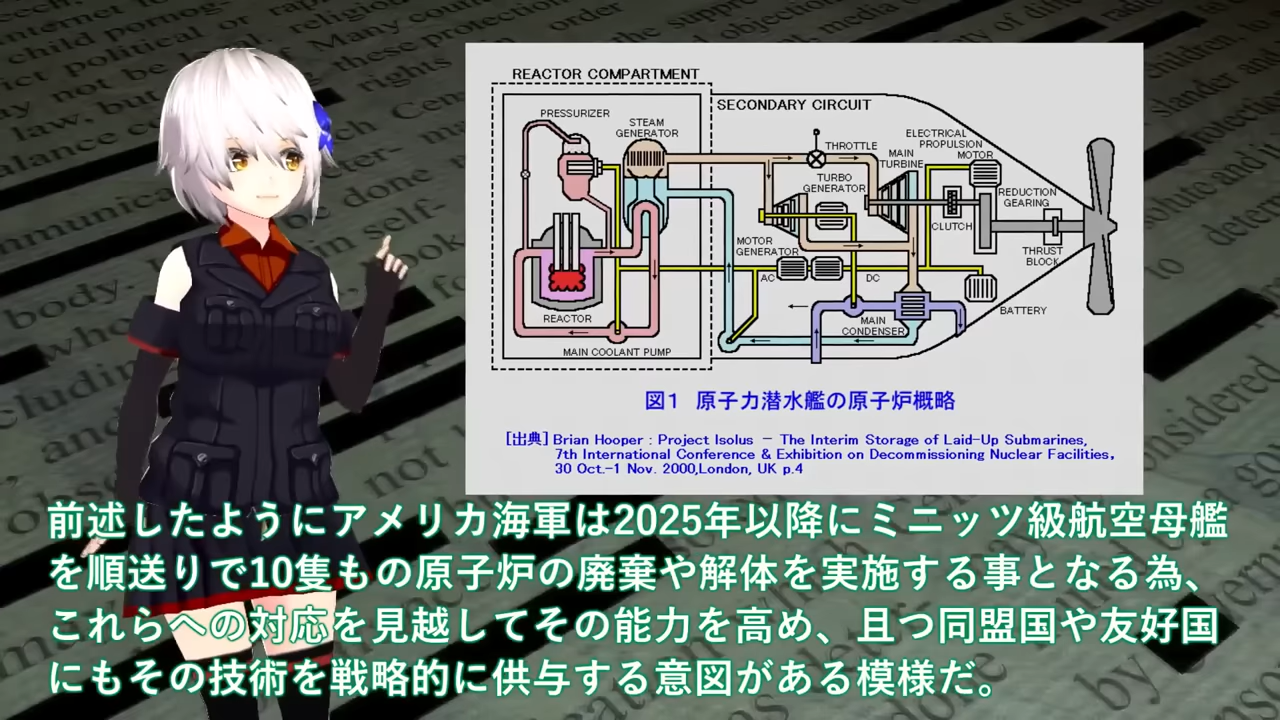 REACTOR COMPARTMENT
SECONDARY CIRCUIT
PRESSURIZER
STEAM
GENERATOR
THROTTLE
ELECTRICAL
PROPULSION
MOTOR
MAIN
TURBINE
TURBO
GENERATOR
REDUCTION
GEARING
CLUTCH
MOTOR
GENERATOR
THRUST
BLOCK
AC
DC
REACTOR
BATTERY
MAIN
CONDENSER
MAIN COOLANT PUMP
図1 原子力潜水艦の原子炉概略
[出典] Brian Hooper : Project Isolus － The Interim Storage of Laid-Up Submarines,
7th International Conference & Exhibition on Decommissioning Nuclear Facilities,
30 Oct.-1 Nov. 2000,London, UK p.4
前述したようにアメリカ海軍は2025年以降にミニッツ級航空母艦
を順送りで10隻もの原子炉の廃棄や解体を実施する事となる為、
これらへの対応を見越してその能力を高め、且つ同盟国や友好国
にもその技術を戦略的に供与する意図がある模様だ。